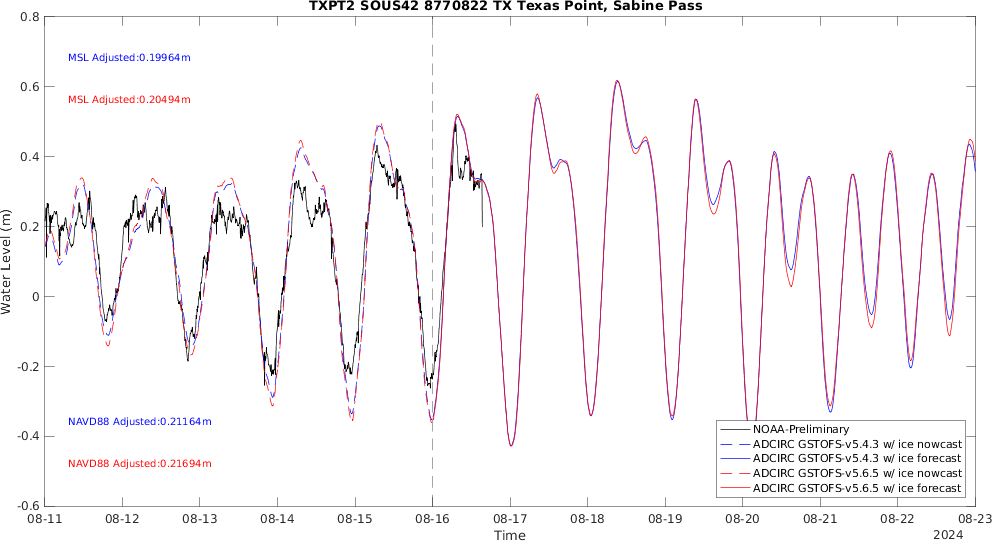 TXPT2 SOUS42 8770822 TX Texas Point, Sabine Pass
0.8
0.6
0.4
0.2
0
-0.2
-0.4
-0.6
Water Level (m)
MSL Adjusted:0.19964m
MSL Adjusted:0.20494m
NAVD88 Adjusted:0.21164m
NAVD88 Adjusted:0.21694m
NOAA-Preliminary
ADCIRC GSTOFS-v5.4.3 w/ ice nowcast
ADCIRC GSTOFS-v5.4.3 w/ ice forecast
ADCIRC GSTOFS-v5.6.5 w/ ice nowcast
ADCIRC GSTOFS-v5.6.5 w/ ice forecast
08-11 08-12 08-13 08-14 08-15 08-16 08-17 08-18 08-19 08-20 08-21 08-22 08-23
Time
2024